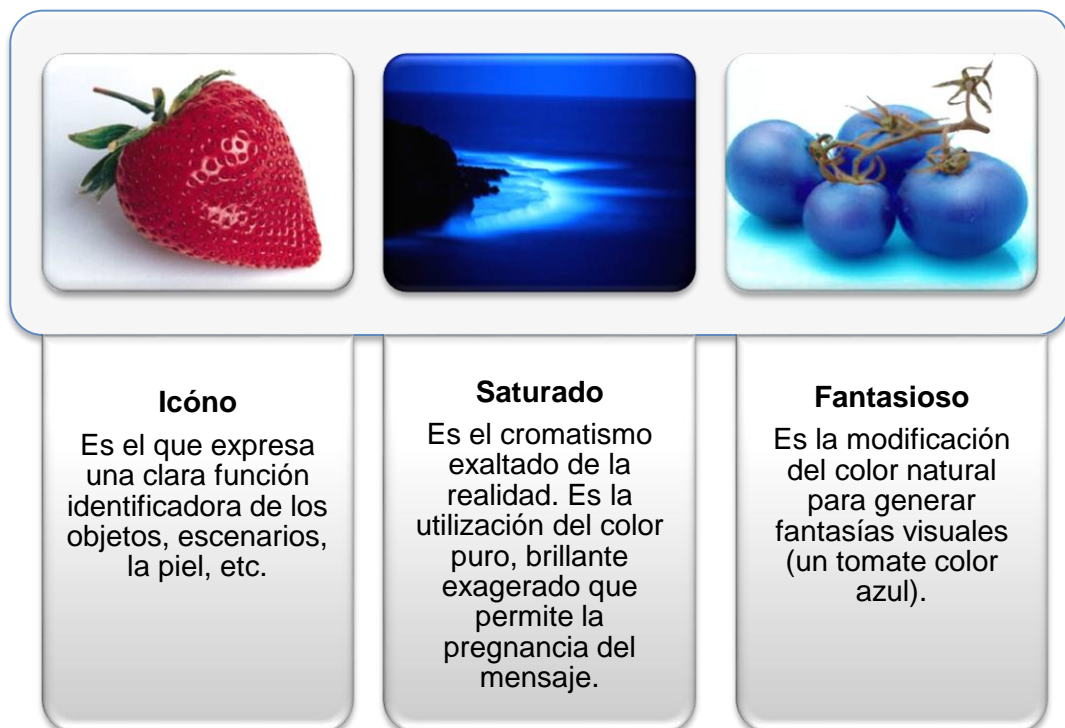 Icóno
Es el que expresa
una clara función
identificadora de los
objetos, escenarios,
la piel, etc.
Saturado
Es el cromatismo
exaltado de la
realidad. Es la
utilización del color
puro, brillante
exagerado que
permite la
pregnancia del
mensaje.
Fantasioso
Es la modificación
del color natural
para generar
fantasías visuales
(un tomate color
azul).